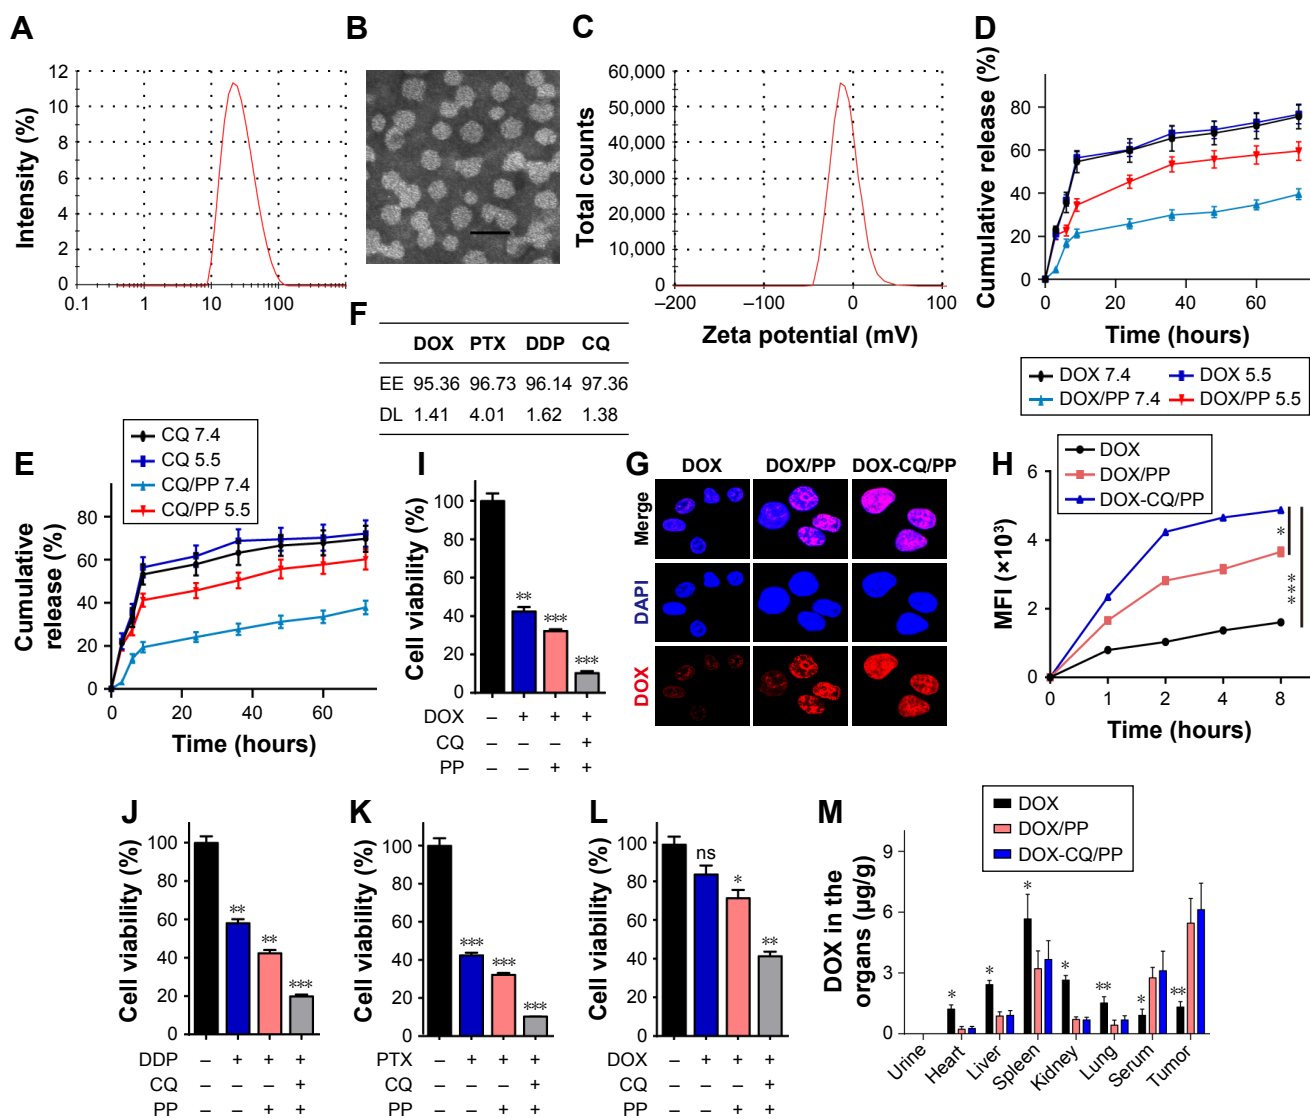 A
Intensity (%)
12
10
8
6
4
2
0
0.1 1 10 100
B
C
Total counts
60,000
50,000
40,000
30,000
20,000
10,000
0
–200 –100 0 100
Zeta potential (mV)
D
Cumulative release (%)
80
60
40
20
0
0 20 40 60
Time (hours)
DOX 7.4 DOX 5.5
DOX/PP 7.4 DOX/PP 5.5
F
DOX PTX DDP CQ
EE 95.36 96.73 96.14 97.36
DL 1.41 4.01 1.62 1.38
E
CQ 7.4
CQ 5.5
CQ/PP 7.4
CQ/PP 5.5
Cumulative
release (%)
80
60
40
20
0
0 20 40 60
Time (hours)
I
Cell viability (%)
100
80
60
40
20
0
**
***
***
DOX – + + +
CQ – – – +
PP – – + +
G
DOX DOX/PP DOX-CQ/PP
Merge
DAPI
DOX
H
DOX
DOX/PP
DOX-CQ/PP
MFI (×10³)
6
4
2
0
*
***
0 1 2 4 8
Time (hours)
J
Cell viability (%)
100
80
60
40
20
0
**
**
***
DDP – + + +
CQ – – – +
PP – – + +
K
Cell viability (%)
100
80
60
40
20
0
***
***
***
PTX – + + +
CQ – – – +
PP – – + +
L
Cell viability (%)
100
80
60
40
20
0
ns
*
**
DOX – + + +
CQ – – – +
PP – – + +
M
DOX
DOX/PP
DOX-CQ/PP
DOX in the
organs (μg/g)
9
6
3
0
* * * * ** * **
Urine Heart Liver Spleen Kidney Lung Serum Tumor